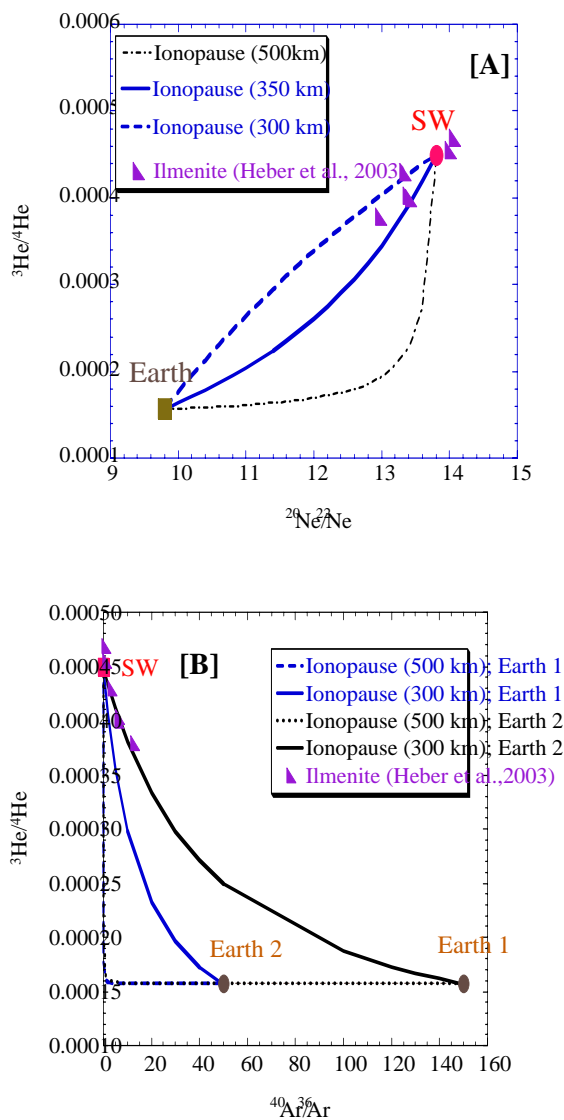 0.0006
Ionopause (500km)
Ionopause (350 km)
Ionopause (300 km)
Ilmenite (Heber et al., 2003
[A]
0.0005
SW
0.0004
³He/⁴He
0.0003
Earth
0.0002
0.0001
9 10 11 12 13 14 15
²⁰Ne/²²Ne
0.00050
SW
[B]
Ionopause (500 km); Earth 1
Ionopause (300 km); Earth 1
Ionopause (500 km); Earth 2
Ionopause (300 km); Earth 2
Ilmenite (Heber et al.,2003)
0.00045
0.00040
0.00035
³He/⁴He
0.00030
0.00025
0.00020
Earth 2
Earth 1
0.00015
0.00010
0 20 40 60 80 100 120 140 160
⁴⁰Ar/³⁶Ar